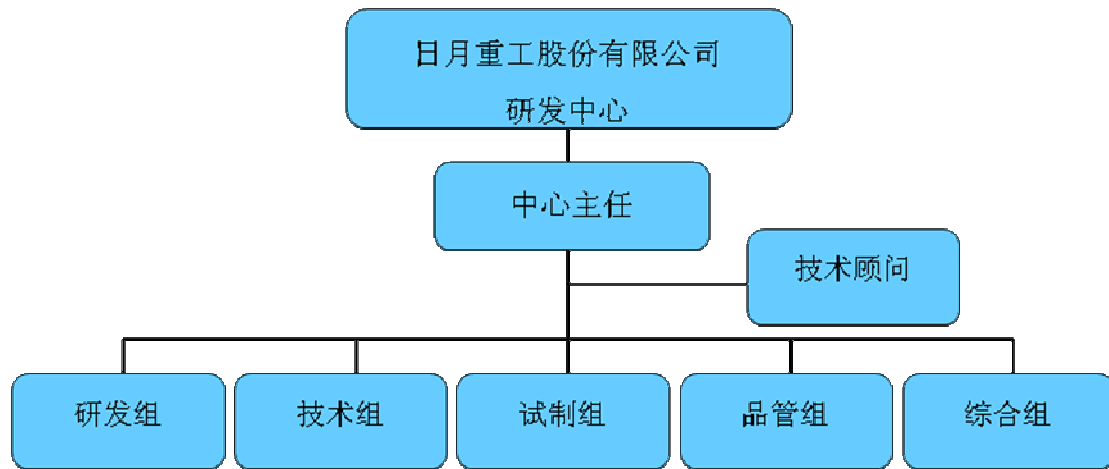 日月重工股份有限公司
研发中心
中心主任
技术顾问
研发组
技术组
试制组
品管组
综合组